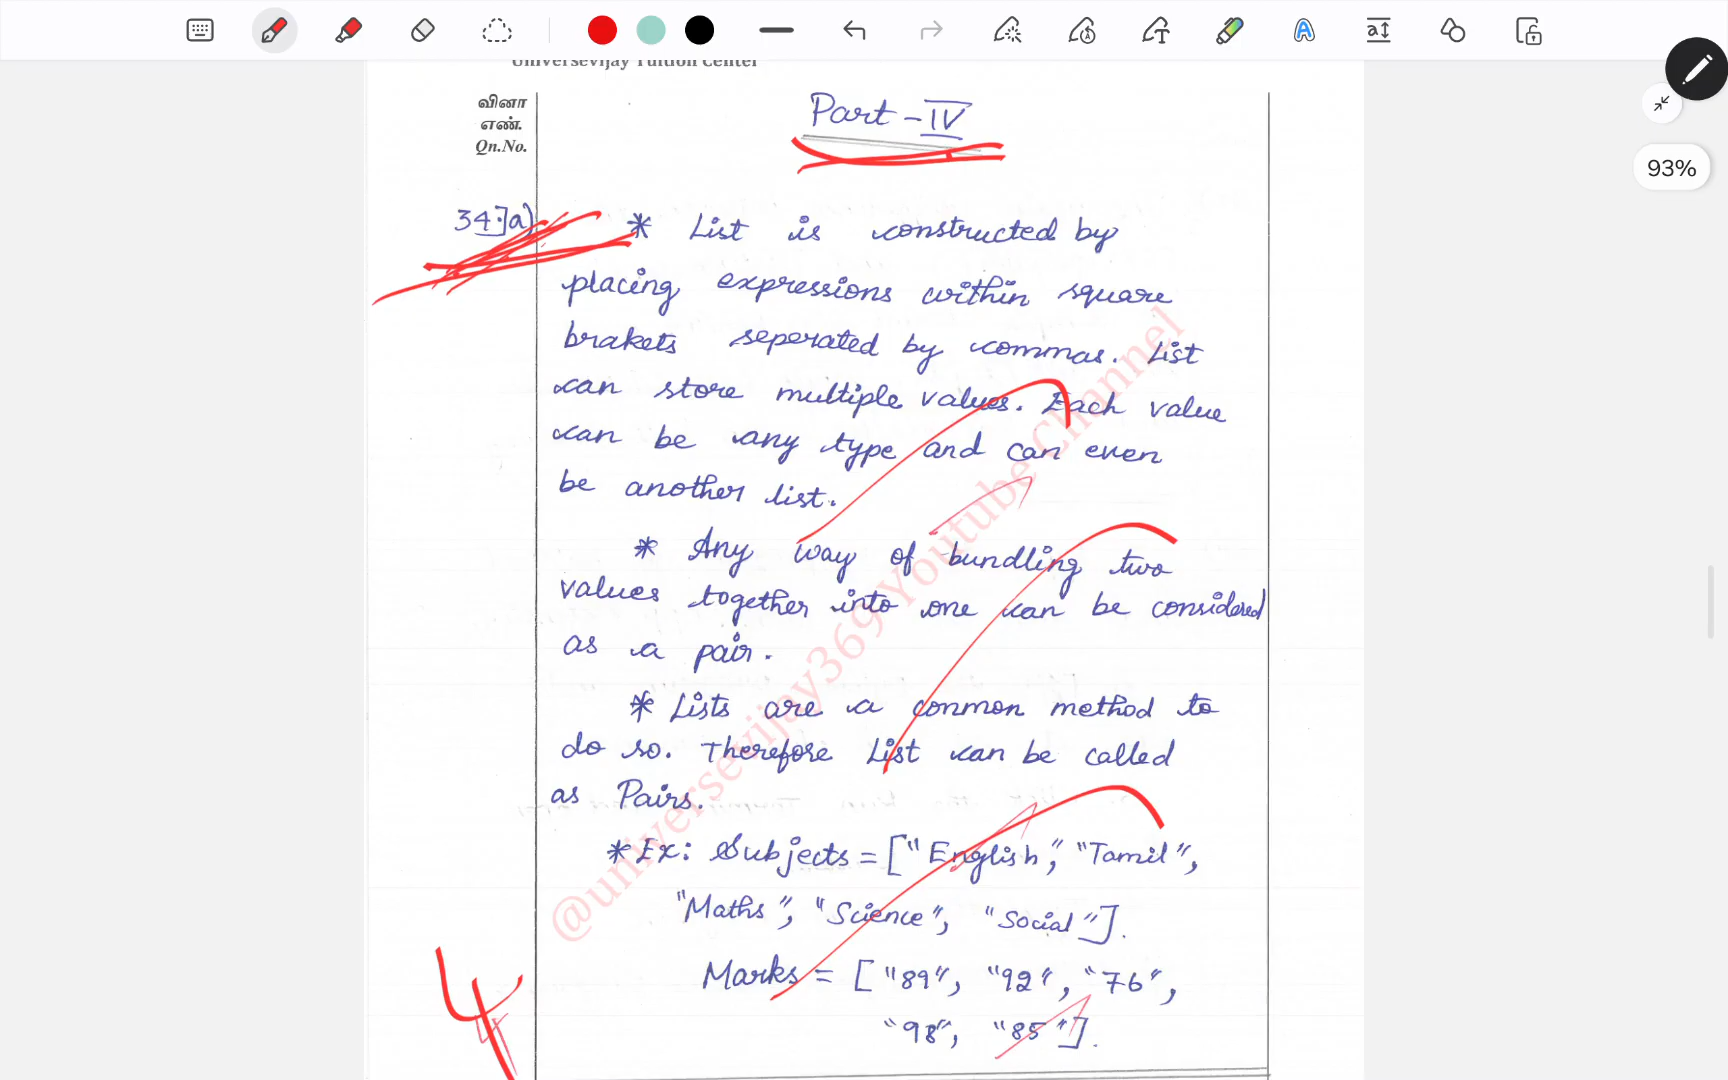 Universevijay Tuition Center
வினா
எண்.
Qn.No.
Part - IV
34.]a)
* List is constructed by
placing expressions within square
brakets seperated by commas. List
can store multiple values. Each value
can be any type and can even
be another list.
* Any way of bundling two
values together into one can be considered
as a pair.
* Lists are a conmon method to
do so. Therefore List can be called
as Pairs.
* Ex: Subjects = ["English", "Tamil",
"Maths", "Science", "Social"].
Marks = ["89", "92", "76",
"98", "85"].
4
@universevijay369 Youtube Channel
93%